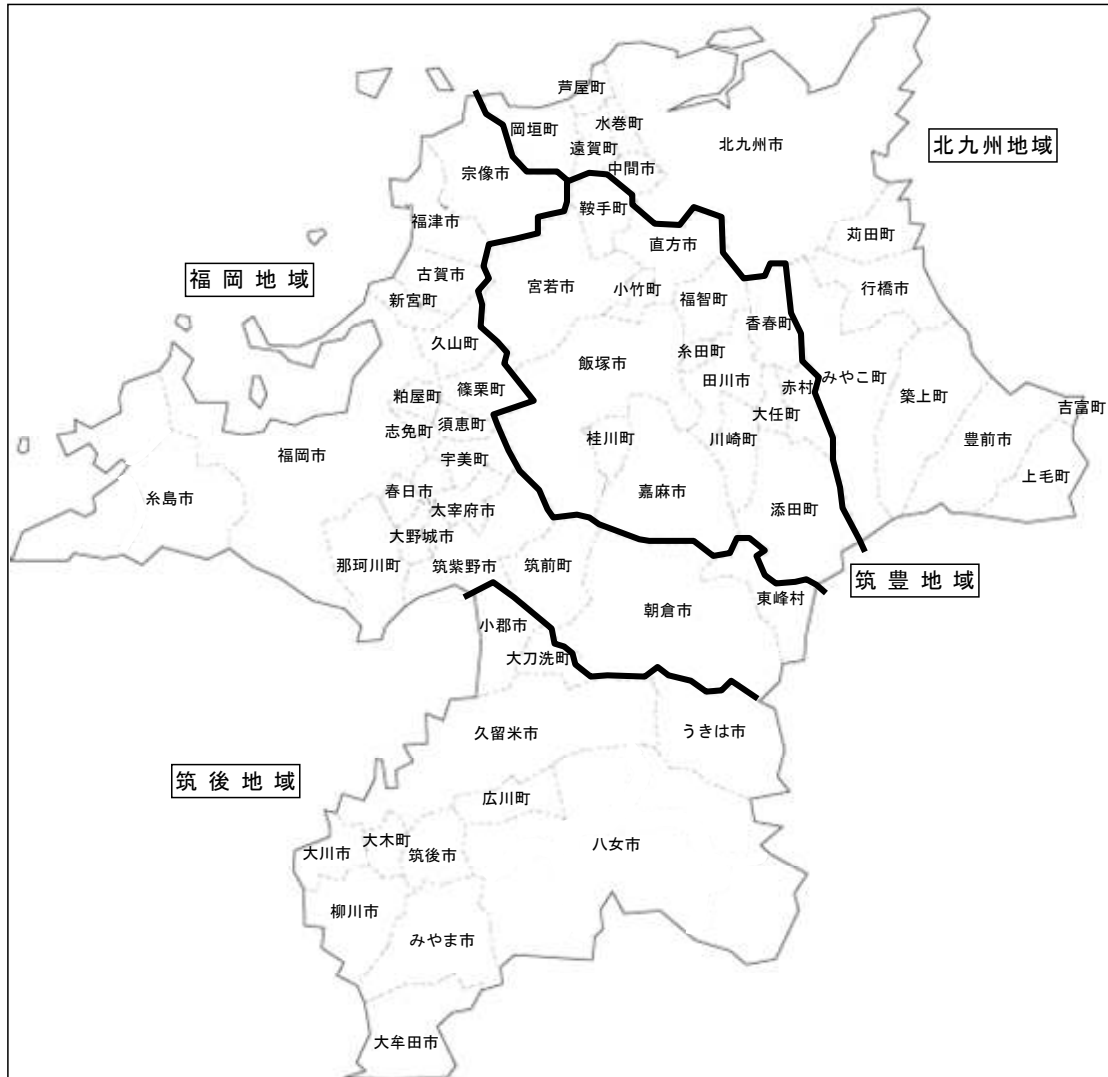 芦屋町
岡垣町
水巻町
遠賀町
中間市
北九州市
北九州地域
宗像市
鞍手町
福津市
直方市
苅田町
福岡地域
古賀市
宮若市
小竹町
福智町
行橋市
新宮町
香春町
久山町
飯塚市
糸田町
田川市
赤村
みやこ町
築上町
吉富町
粕屋町
篠栗町
大任町
志免町
須恵町
桂川町
川崎町
豊前市
福岡市
宇美町
上毛町
糸島市
春日市
嘉麻市
太宰府市
添田町
大野城市
那珂川町
筑紫野市
筑前町
筑豊地域
東峰村
朝倉市
小郡市
大刀洗町
久留米市
うきは市
筑後地域
広川町
大木町
大川市
筑後市
八女市
柳川市
みやま市
大牟田市